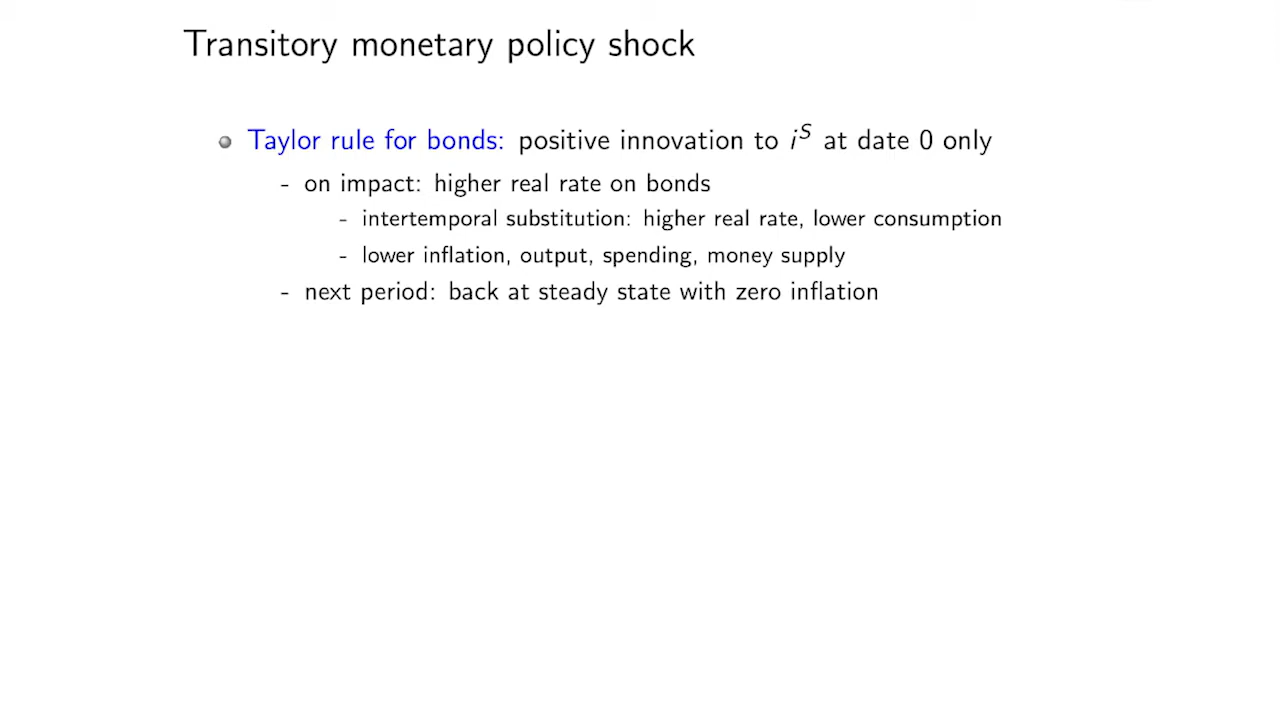 Transitory monetary policy shock
Taylor rule for bonds: positive innovation to i^S at date 0 only
- on impact: higher real rate on bonds
- intertemporal substitution: higher real rate, lower consumption
- lower inflation, output, spending, money supply
- next period: back at steady state with zero inflation